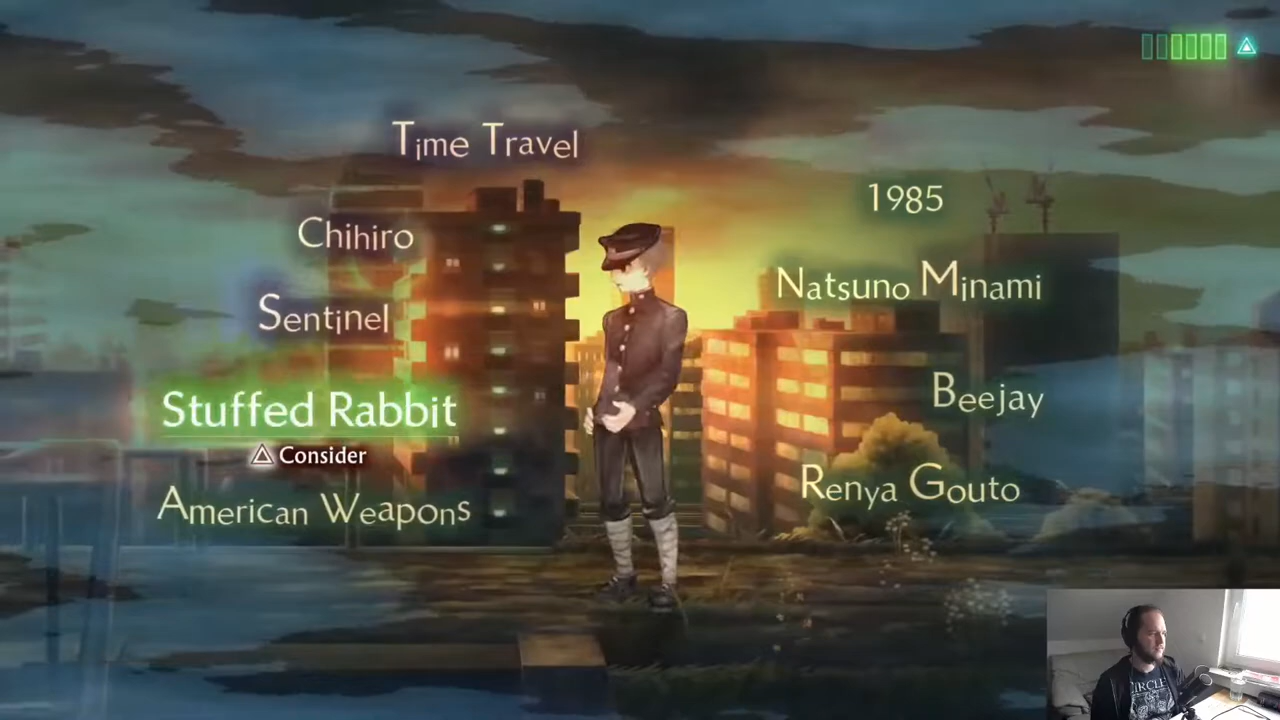 Time Travel
1985
Chihiro
Natsuno Minami
Sentinel
Stuffed Rabbit
Consider
Beejay
Renya Gouto
American Weapons